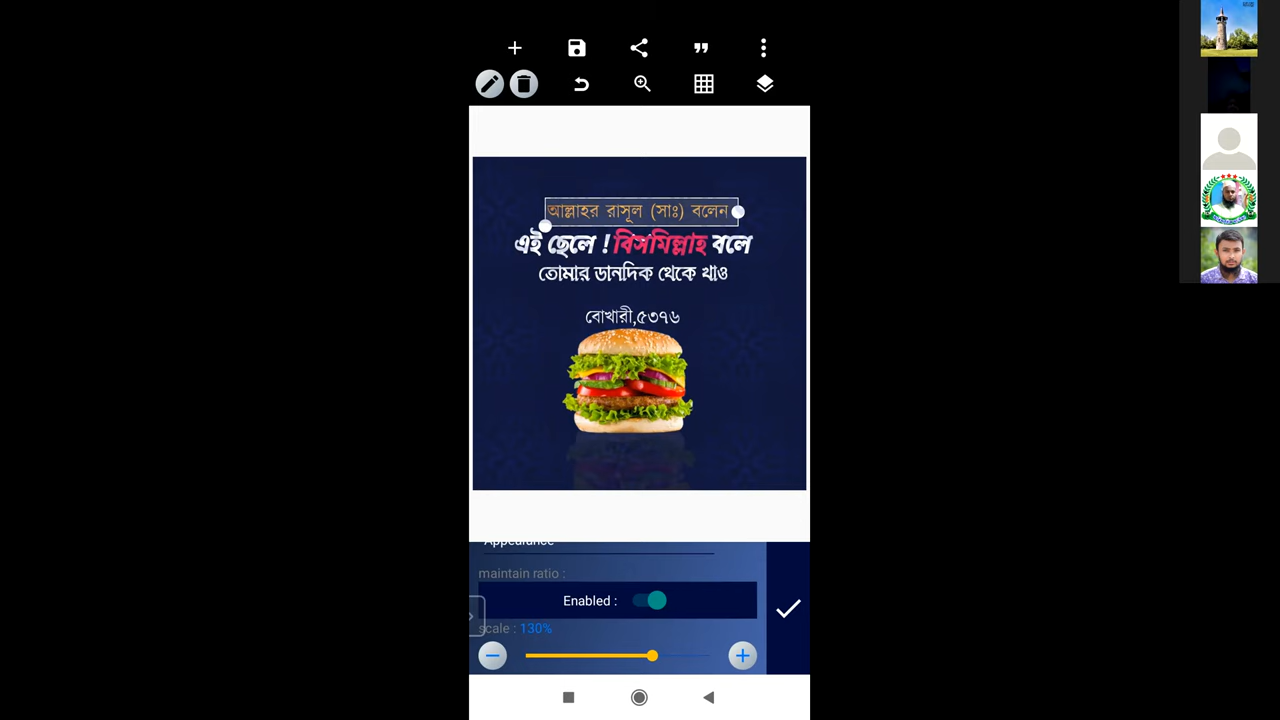 আল্লাহর রাসূল (সাঃ) বলেন
এই ছেলে ! বিসমিল্লাহ বলে
তোমার ডানদিক থেকে খাও
বোখারী,৫৩৭৬
Appearance
maintain ratio :
Enabled :
scale : 130%